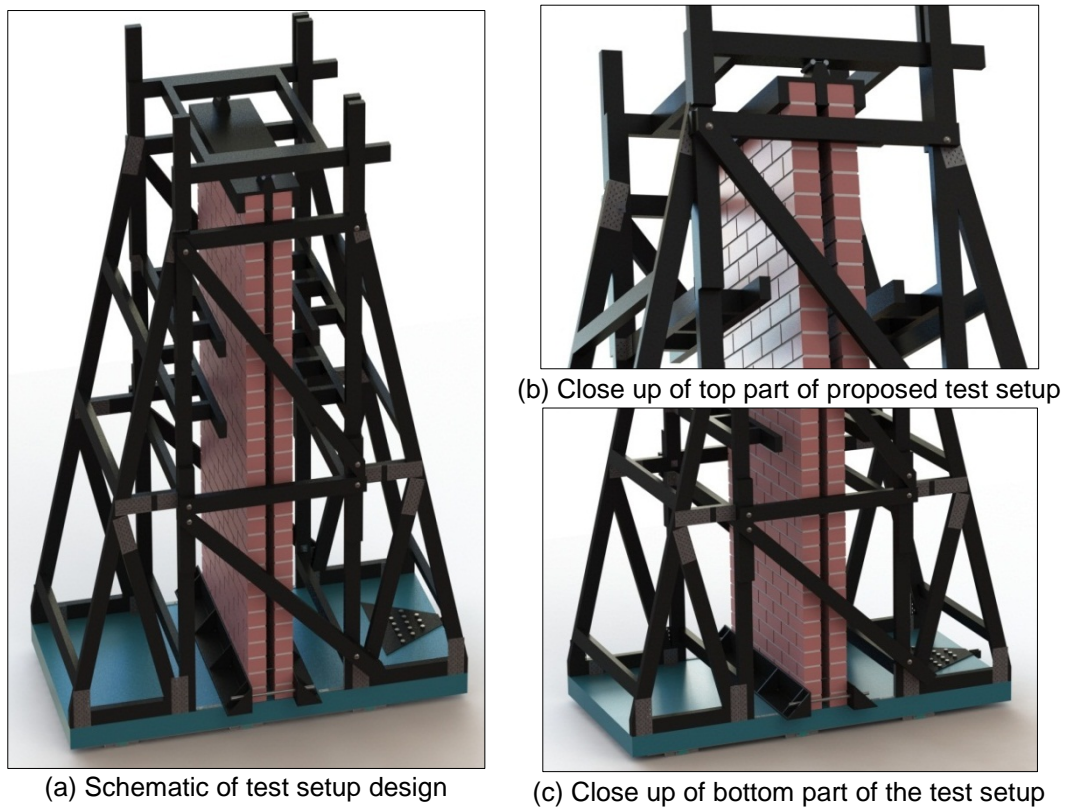 (b) Close up of top part of proposed test setup
(a) Schematic of test setup design
(c) Close up of bottom part of the test setup